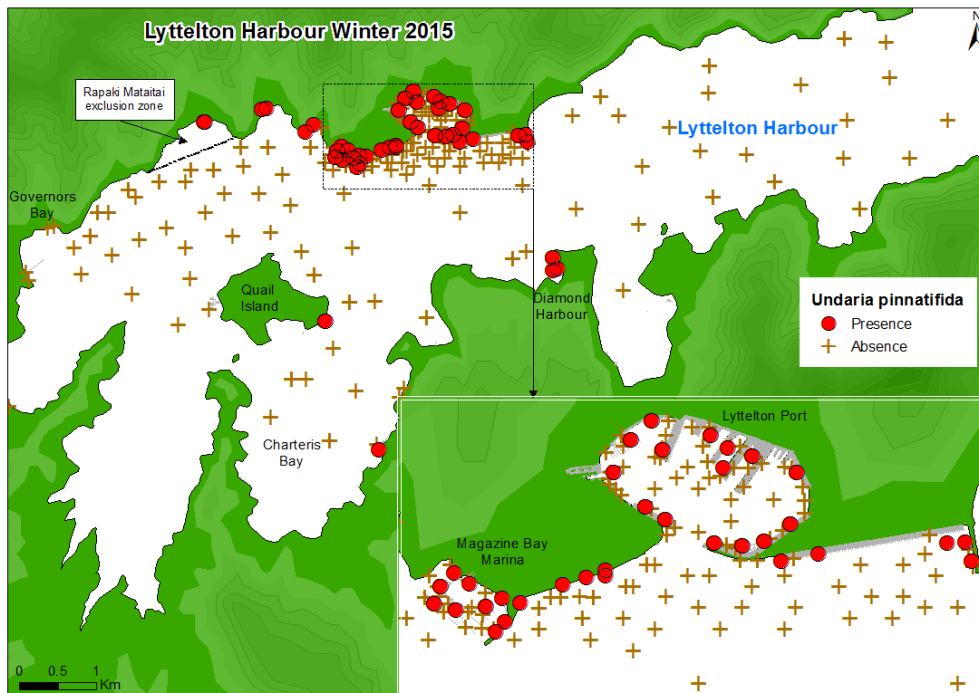 Lyttelton Harbour Winter 2015
N
Rapaki Mataitai
exclusion zone
Lyttelton Harbour
Governors
Bay
Quail
Island
Diamond
Harbour
Undaria pinnatifida
Presence
Absence
Charteris
Bay
Lyttelton Port
Magazine Bay
Marina
0 0.5 1
Km